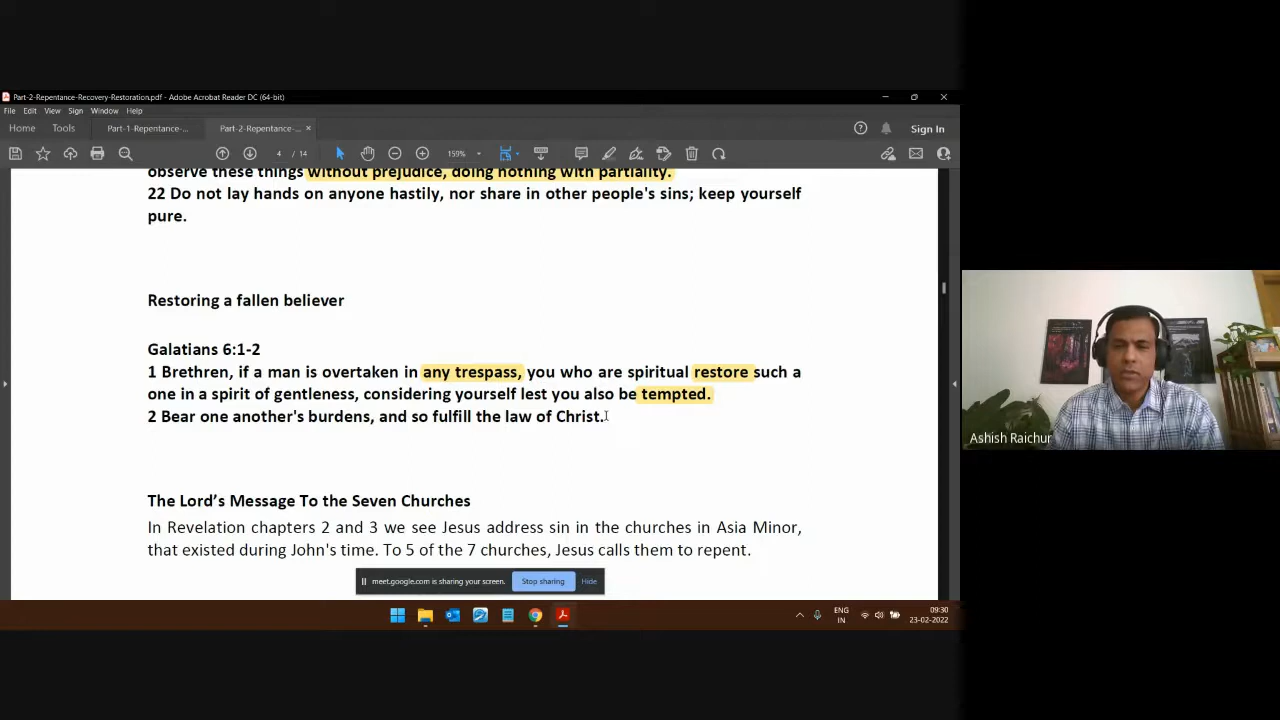 Part-2-Repentance-Recovery-Restoration.pdf - Adobe Acrobat Reader DC (64-bit)
File Edit View Sign Window Help
Home Tools Part-1-Repentance-... Part-2-Repentance-... ×
Sign In
4 / 14 159%
observe these things without prejudice, doing nothing with partiality.
22 Do not lay hands on anyone hastily, nor share in other people's sins; keep yourself
pure.
Restoring a fallen believer
Galatians 6:1-2
1 Brethren, if a man is overtaken in any trespass, you who are spiritual restore such a
one in a spirit of gentleness, considering yourself lest you also be tempted.
2 Bear one another's burdens, and so fulfill the law of Christ.
The Lord’s Message To the Seven Churches
In Revelation chapters 2 and 3 we see Jesus address sin in the churches in Asia Minor,
that existed during John's time. To 5 of the 7 churches, Jesus calls them to repent.
meet.google.com is sharing your screen. Stop sharing Hide
ENG
IN
09:30
23-02-2022
Ashish Raichur